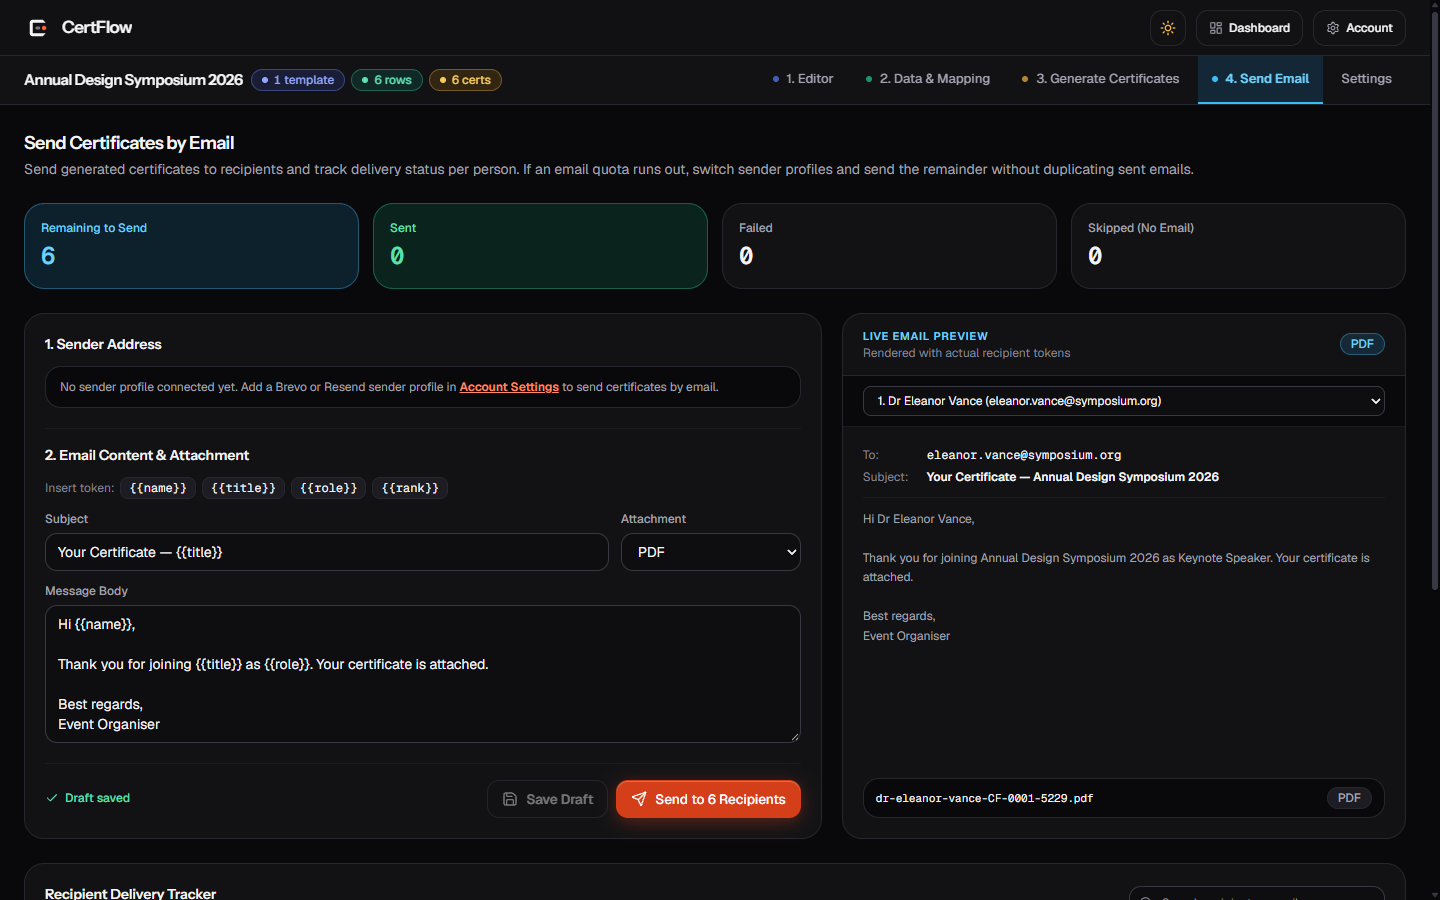 CertFlow
Dashboard
Account
Annual Design Symposium 2026
1 template
6 rows
6 certs
1. Editor
2. Data & Mapping
3. Generate Certificates
4. Send Email
Settings
Send Certificates by Email
Send generated certificates to recipients and track delivery status per person. If an email quota runs out, switch sender profiles and send the remainder without duplicating sent emails.
Remaining to Send
6
Sent
0
Failed
0
Skipped (No Email)
0
1. Sender Address
No sender profile connected yet. Add a Brevo or Resend sender profile in Account Settings to send certificates by email.
2. Email Content & Attachment
Insert token: {{name}} {{title}} {{role}} {{rank}}
Subject
Attachment
Your Certificate — {{title}}
PDF
Message Body
Hi {{name}},
Thank you for joining {{title}} as {{role}}. Your certificate is attached.
Best regards,
Event Organiser
Draft saved
Save Draft
Send to 6 Recipients
LIVE EMAIL PREVIEW
Rendered with actual recipient tokens
PDF
1. Dr Eleanor Vance (eleanor.vance@symposium.org)
To: eleanor.vance@symposium.org
Subject: Your Certificate — Annual Design Symposium 2026
Hi Dr Eleanor Vance,
Thank you for joining Annual Design Symposium 2026 as Keynote Speaker. Your certificate is
attached.
Best regards,
Event Organiser
dr-eleanor-vance-CF-0001-5229.pdf
PDF
Recipient Delivery Tracker